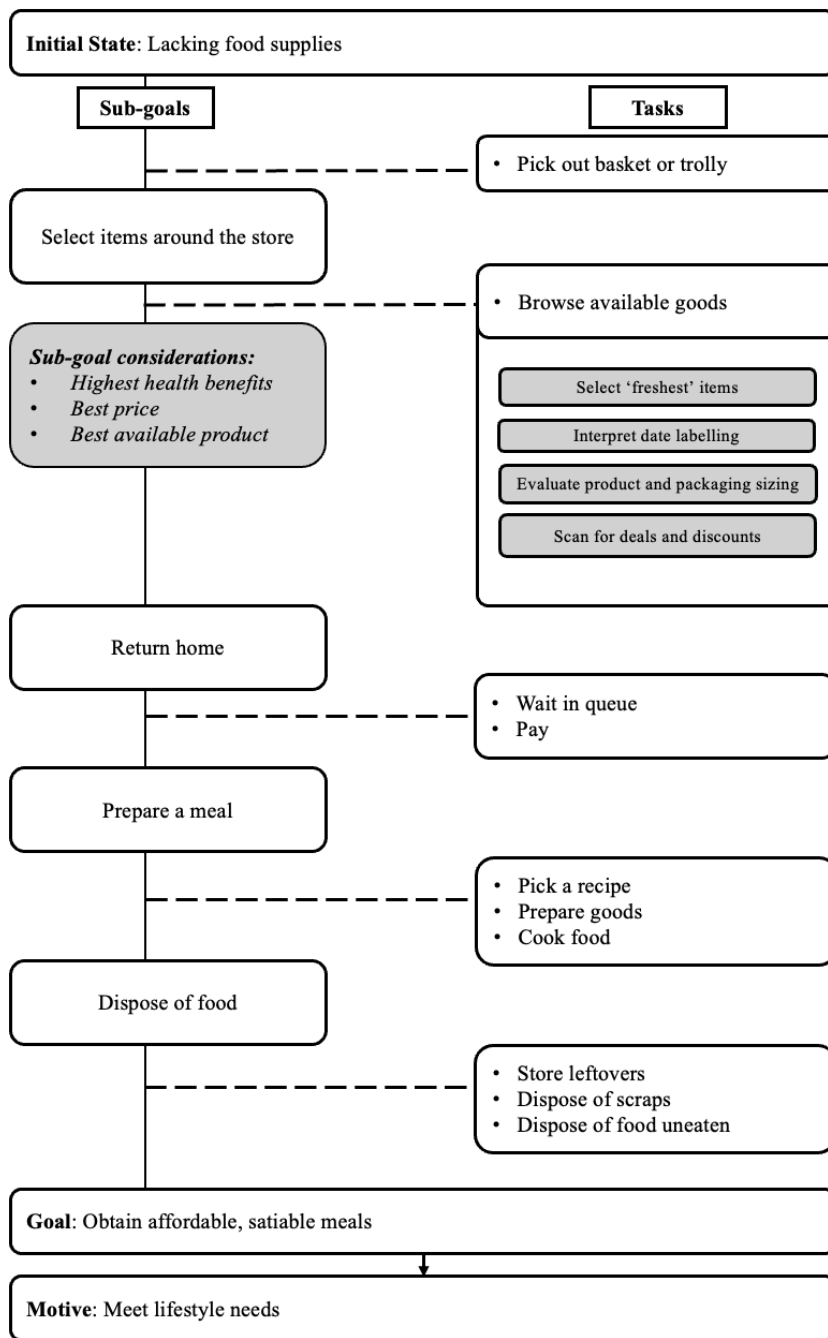 Initial State: Lacking food supplies
Sub-goals
Tasks
• Pick out basket or trolly
Select items around the store
• Browse available goods
Sub-goal considerations:
• Highest health benefits
• Best price
• Best available product
Select ‘freshest’ items
Interpret date labelling
Evaluate product and packaging sizing
Scan for deals and discounts
Return home
• Wait in queue
• Pay
Prepare a meal
• Pick a recipe
• Prepare goods
• Cook food
Dispose of food
• Store leftovers
• Dispose of scraps
• Dispose of food uneaten
Goal: Obtain affordable, satiable meals
Motive: Meet lifestyle needs